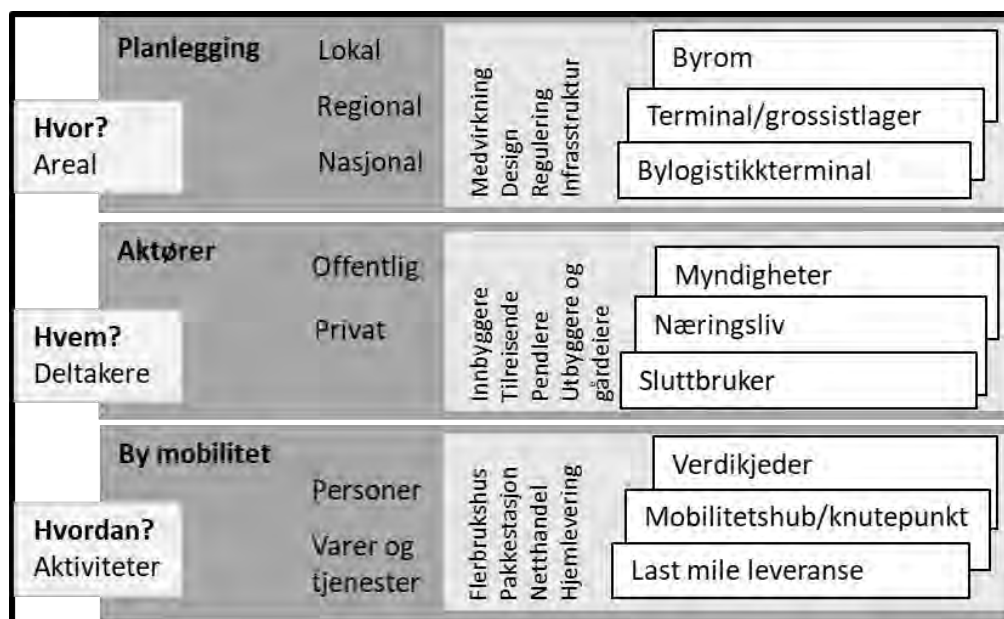 Planlegging
Lokal
Regional
Nasjonal
Hvor?
Areal
Medvirkning
Design
Regulering
Infrasstruktur
Byrom
Terminal/grossistlager
Bylogistikkterminal
Aktører
Offentlig
Privat
Hvem?
Deltakere
Innbyggere
Tilreisende
Pendlere
Utbyggere og
gårdeiere
Myndigheter
Næringsliv
Sluttbruker
By mobilitet
Personer
Varer og
tjenester
Hvordan?
Aktiviteter
Flerbrukshus
Pakkestasjon
Netthandel
Hjemlevering
Verdikjeder
Mobilitetshub/knutepunkt
Last mile leveranse